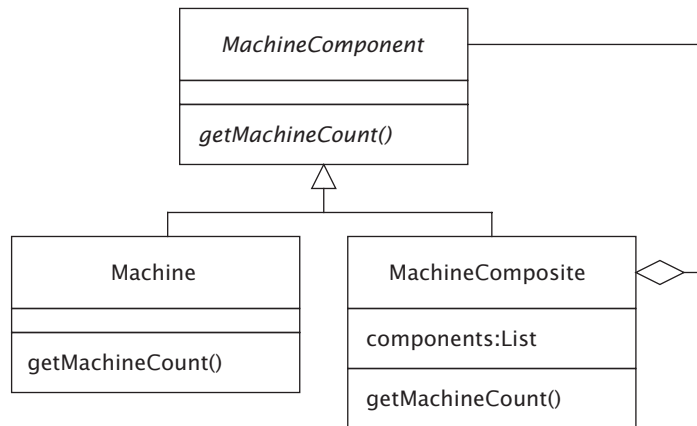 MachineComponent
getMachineCount()
Machine
getMachineCount()
MachineComposite
components:List
getMachineCount()